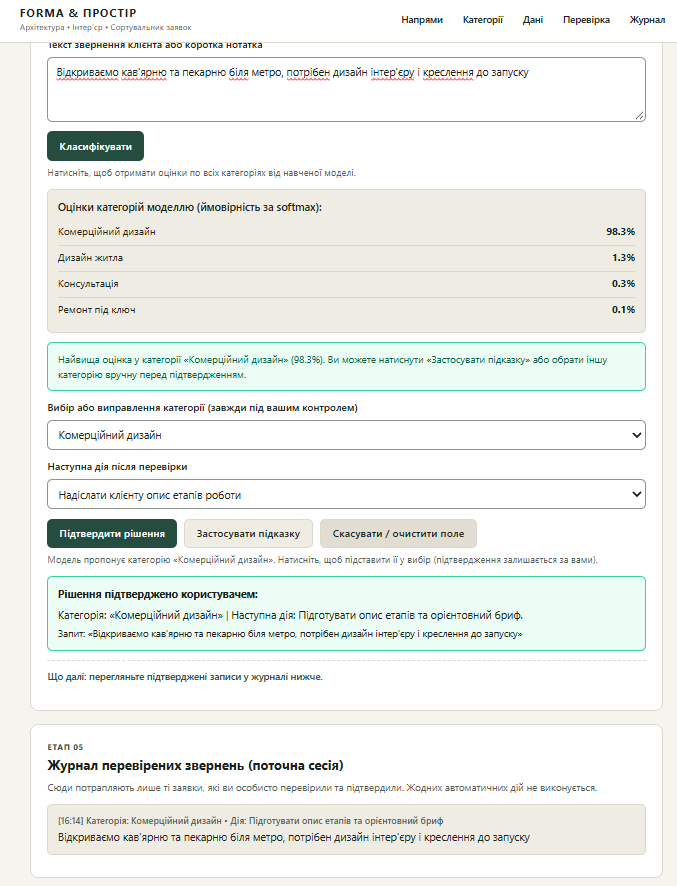 FORMA & ПРОСТІР
Архітектура • Інтер'єр • Сортувальник заявок
Напрями
Категорії
Дані
Перевірка
Журнал
Текст звернення клієнта або коротка нотатка
Відкриваємо кав'ярню та пекарню біля метро, потрібен дизайн інтер'єру і креслення до запуску
Класифікувати
Натисніть, щоб отримати оцінки по всіх категоріях від навченої моделі.
Оцінки категорій моделлю (ймовірність за softmax):
Комерційний дизайн 98.3%
Дизайн житла 1.3%
Консультація 0.3%
Ремонт під ключ 0.1%
Найвища оцінка у категорії «Комерційний дизайн» (98.3%). Ви можете натиснути «Застосувати підказку» або обрати іншу
категорію вручну перед підтвердженням.
Вибір або виправлення категорії (завжди під вашим контролем)
Комерційний дизайн
Наступна дія після перевірки
Надіслати клієнту опис етапів роботи
Підтвердити рішення
Застосувати підказку
Скасувати / очистити поле
Модель пропонує категорію «Комерційний дизайн». Натисніть, щоб підставити її у вибір (підтвердження залишається за вами).
Рішення підтверджено користувачем:
Категорія: «Комерційний дизайн» | Наступна дія: Підготувати опис етапів та орієнтовний бриф.
Запит: «Відкриваємо кав'ярню та пекарню біля метро, потрібен дизайн інтер'єру і креслення до запуску»
Що далі: перегляньте підтверджені записи у журналі нижче.
ЕТАП 05
Журнал перевірених звернень (поточна сесія)
Сюди потрапляють лише ті заявки, які ви особисто перевірили та підтвердили. Жодних автоматичних дій не виконується.
[16:14] Категорія: Комерційний дизайн • Дія: Підготувати опис етапів та орієнтовний бриф
Відкриваємо кав'ярню та пекарню біля метро, потрібен дизайн інтер'єру і креслення до запуску